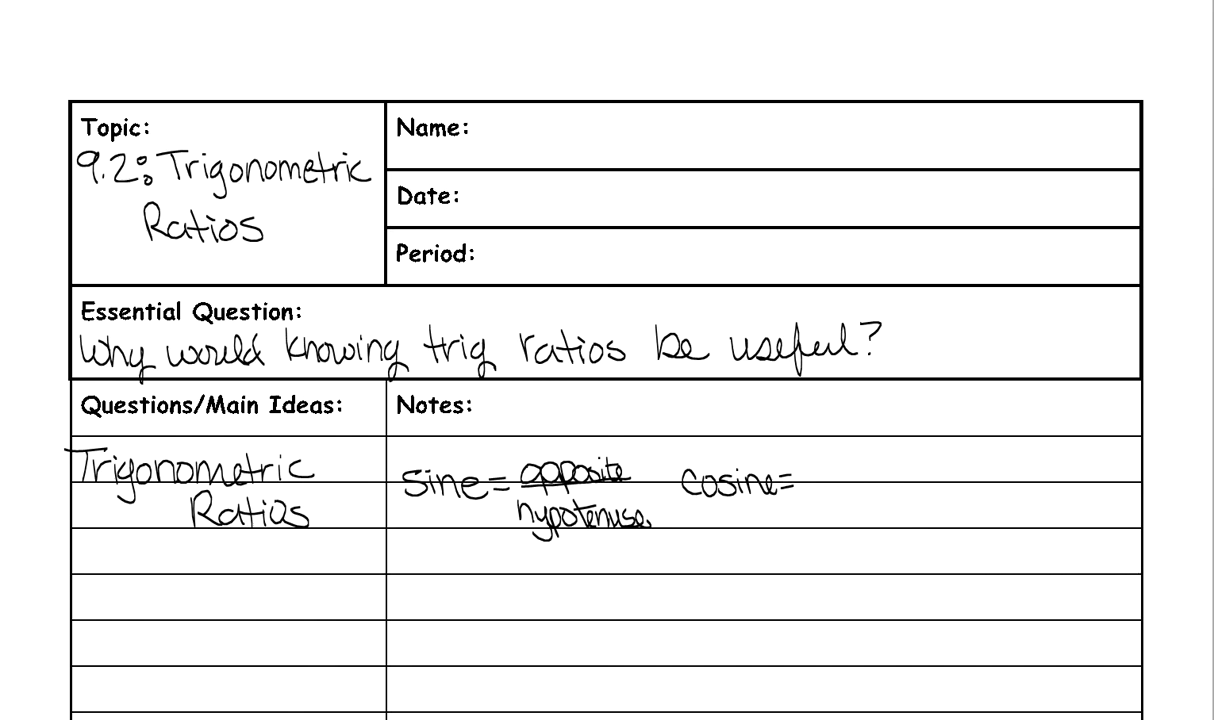 Topic:
9.2: Trigonometric
Ratios
Name:
Date:
Period:
Essential Question:
Why would knowing trig ratios be useful?
Questions/Main Ideas:
Notes:
Trigonometric
Ratios
Sine = opposite
hypotenuse
Cosine=